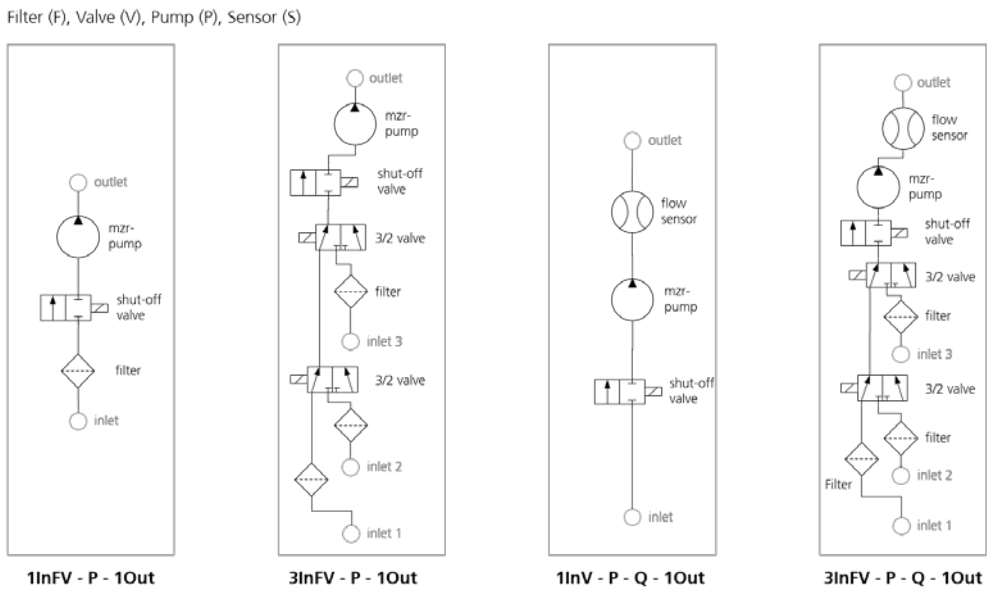 Filter (F), Valve (V), Pump (P), Sensor (S)
outlet
mzr-
pump
shut-off
valve
filter
inlet
1InFV - P - 1Out
outlet
mzr-
pump
shut-off
valve
3/2 valve
filter
inlet 3
3/2 valve
inlet 2
inlet 1
3InFV - P - 1Out
outlet
flow
sensor
mzr-
pump
shut-off
valve
inlet
1InV - P - Q - 1Out
outlet
flow
sensor
mzr-
pump
shut-off
valve
3/2 valve
filter
inlet 3
3/2 valve
filter
Filter
inlet 2
inlet 1
3InFV - P - Q - 1Out